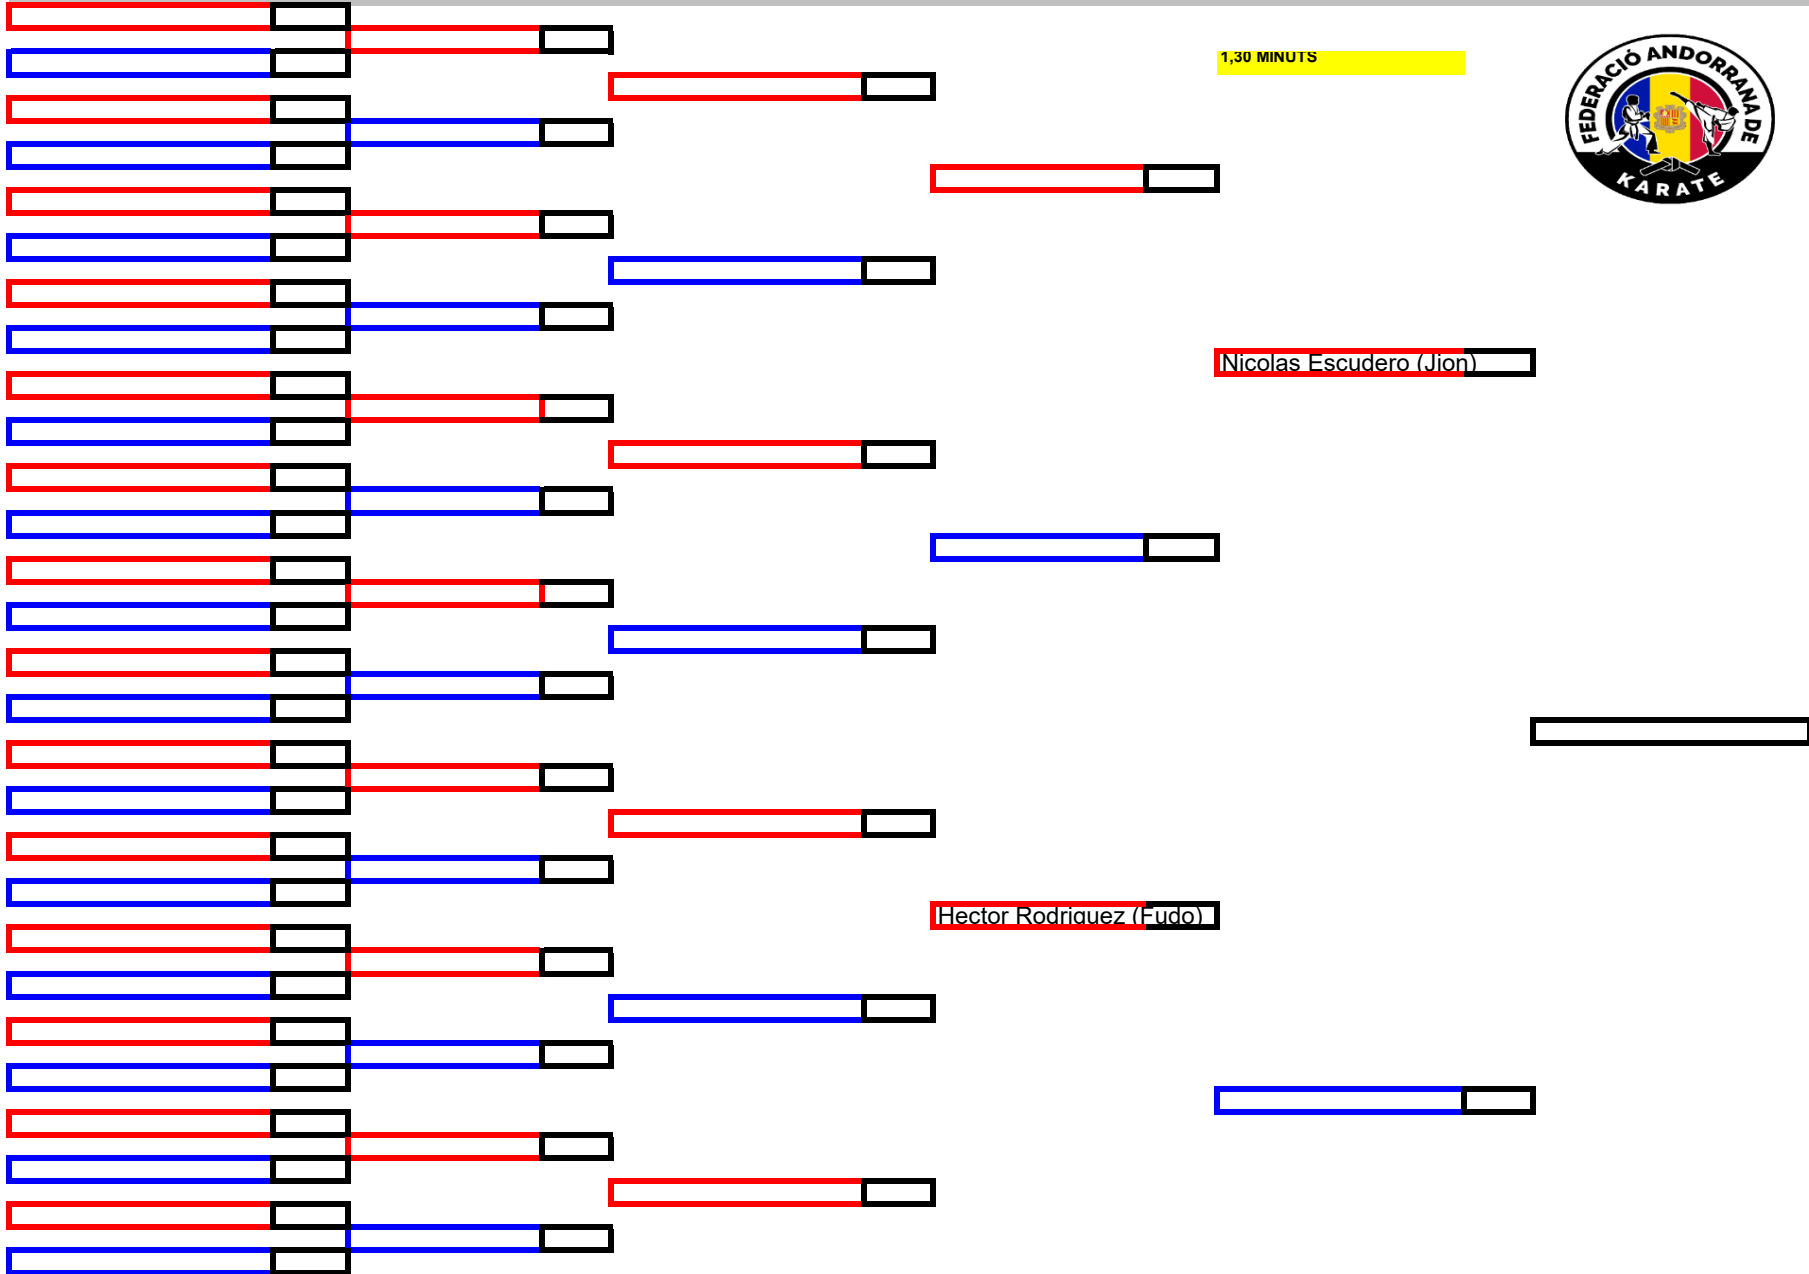 1,30 MINUTS
FEDERACIÓ ANDORRANA DE
KARATE
Nicolas Escudero (Jion)
Hector Rodriguez (Fudo)